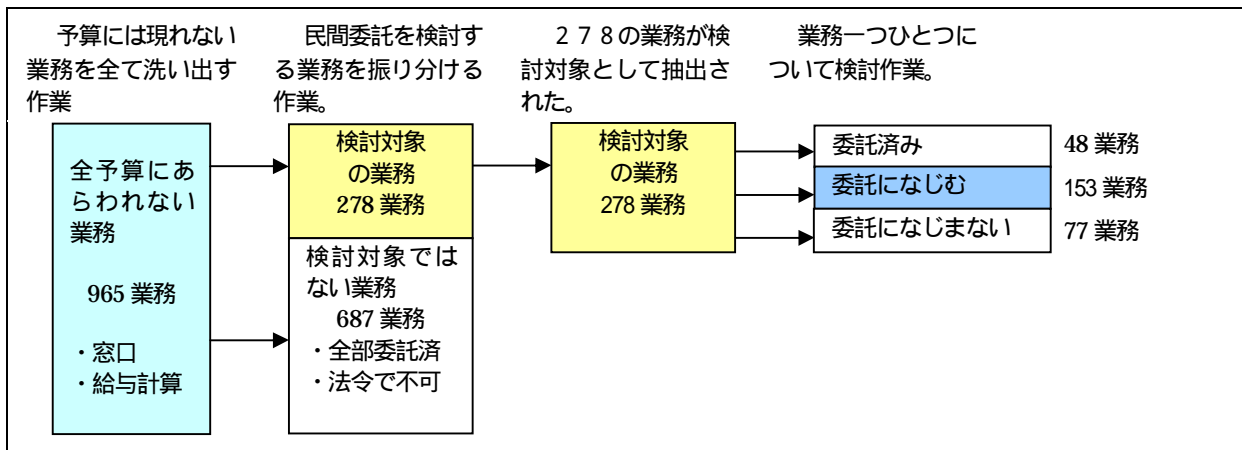 予算には現れない
業務を全て洗い出す
作業
民間委託を検討す
る業務を振り分ける
作業。
２７８の業務が検
討対象として抽出さ
れた。
業務一つひとつに
ついて検討作業。
全予算にあ
らわれない
業務
965 業務
・窓口
・給与計算
検討対象
の業務
278 業務
検討対象では
ない業務
687 業務
・全部委託済
・法令で不可
検討対象
の業務
278 業務
委託済み
48 業務
委託になじむ
153 業務
委託になじまない
77 業務